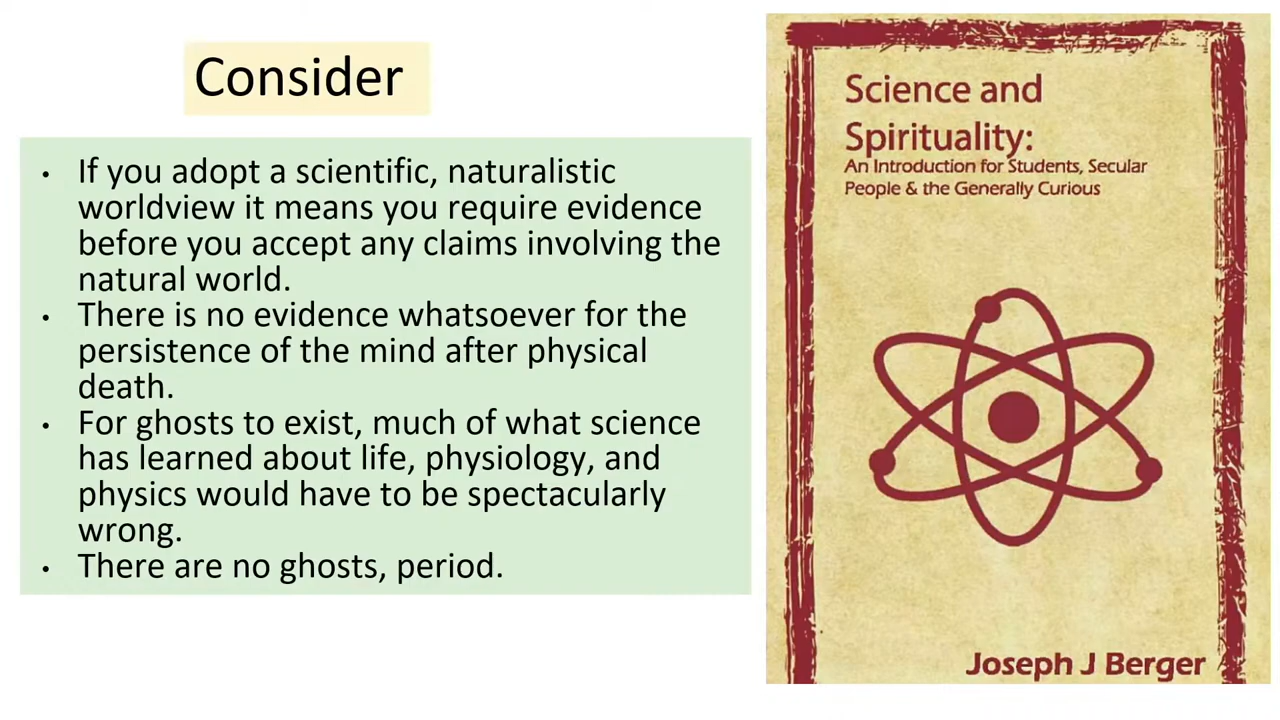 Consider
• If you adopt a scientific, naturalistic
worldview it means you require evidence
before you accept any claims involving the
natural world.
• There is no evidence whatsoever for the
persistence of the mind after physical
death.
• For ghosts to exist, much of what science
has learned about life, physiology, and
physics would have to be spectacularly
wrong.
• There are no ghosts, period.
Science and
Spirituality:
An Introduction for Students, Secular
People & the Generally Curious
Joseph J Berger